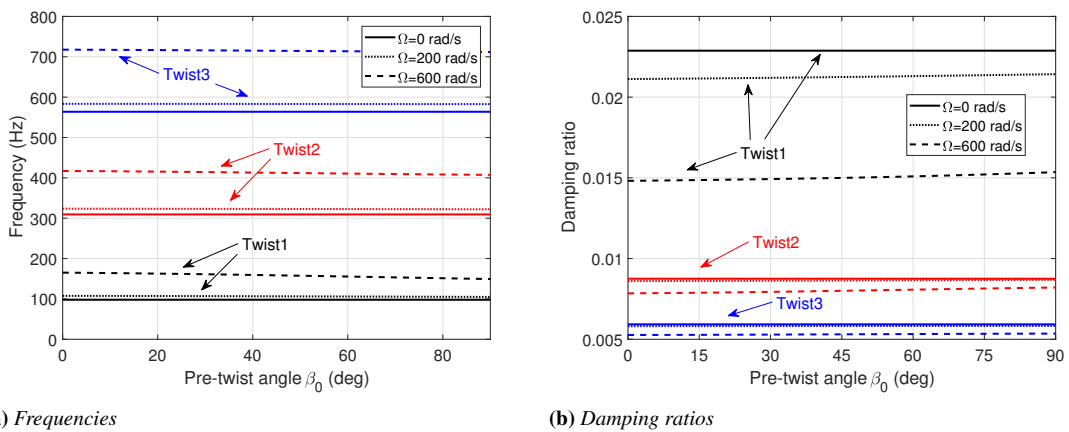 800
700
600
500
400
300
200
100
0
Frequency (Hz)
0 20 40 60 80
Pre-twist angle β0 (deg)
Ω=0 rad/s
Ω=200 rad/s
Ω=600 rad/s
Twist3
Twist2
Twist1
) Frequencies
0.025
0.02
0.015
0.01
0.005
Damping ratio
0 15 30 45 60 75 90
Pre-twist angle β0 (deg)
Ω=0 rad/s
Ω=200 rad/s
Ω=600 rad/s
Twist1
Twist2
Twist3
(b) Damping ratios